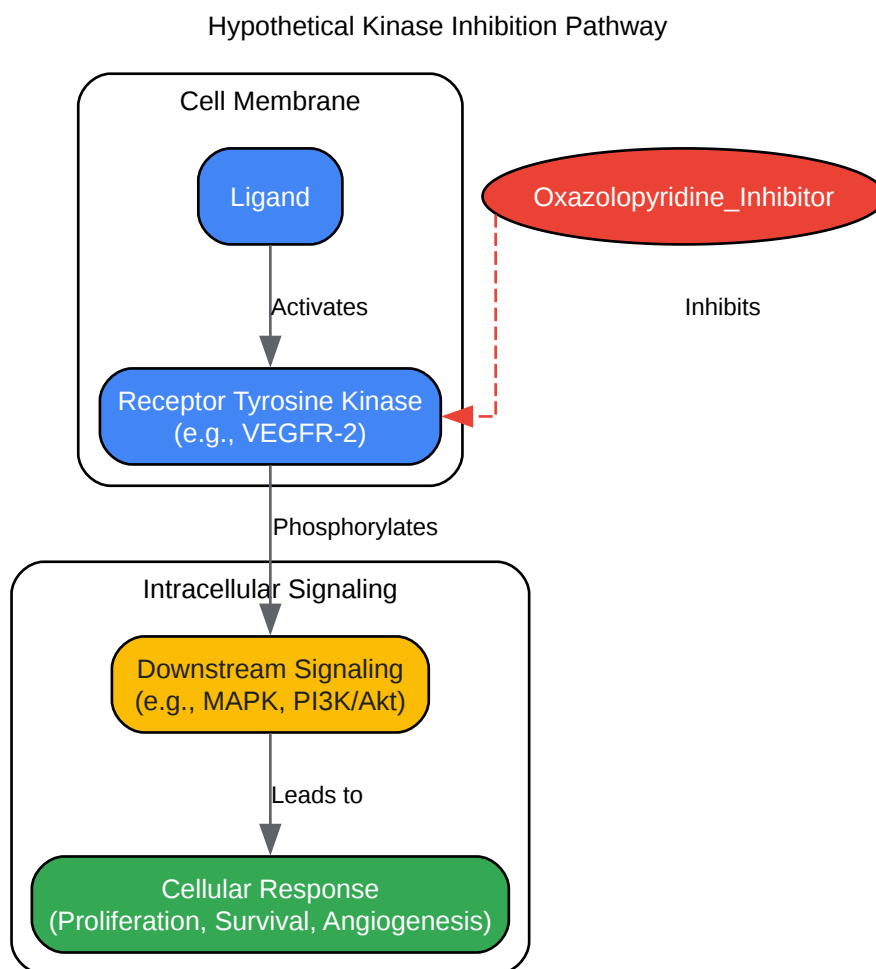 Hypothetical Kinase Inhibition Pathway
Cell Membrane
Ligand
Oxazolopyridine_Inhibitor
Activates
Inhibits
Receptor Tyrosine Kinase
(e.g., VEGFR-2)
Phosphorylates
Intracellular Signaling
Downstream Signaling
(e.g., MAPK, PI3K/Akt)
Leads to
Cellular Response
(Proliferation, Survival, Angiogenesis)